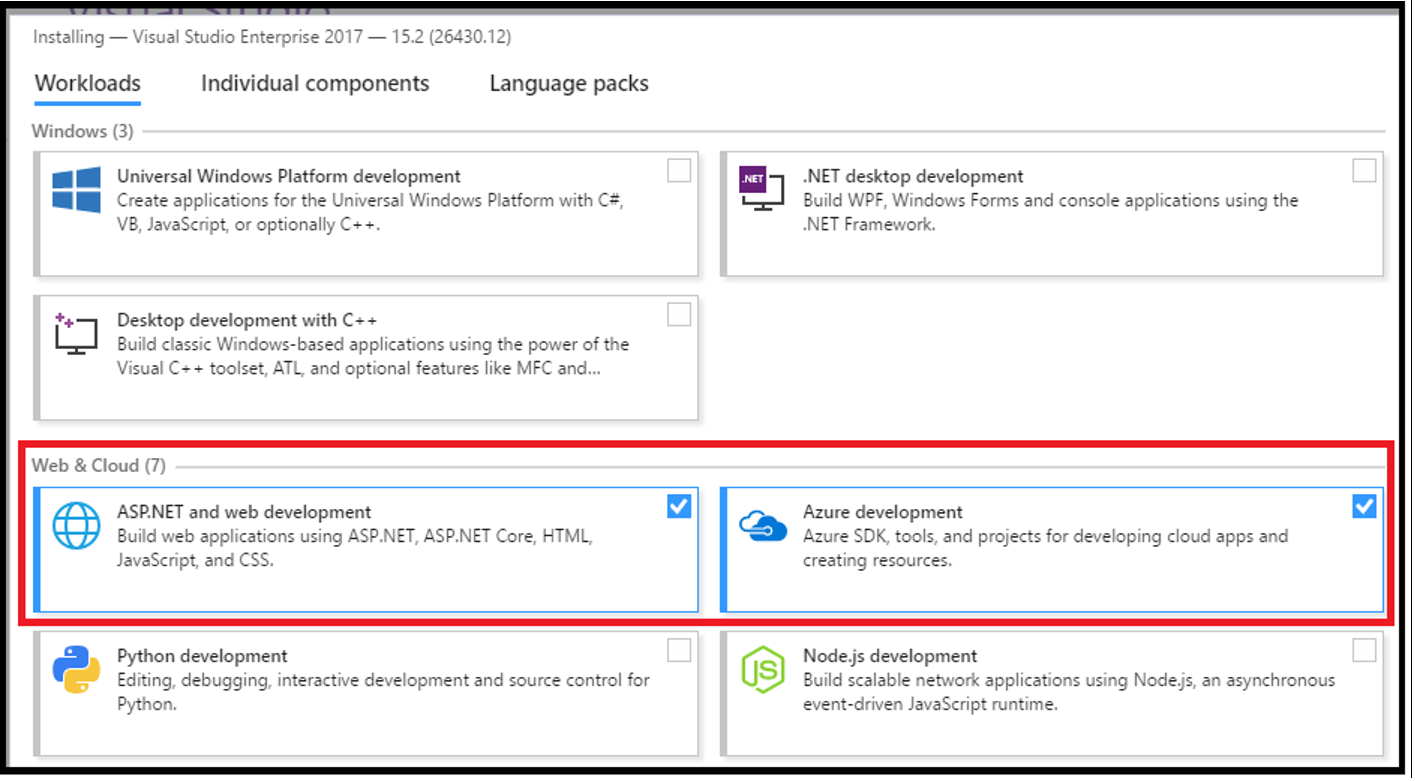 Installing — Visual Studio Enterprise 2017 — 15.2 (26430.12)
Workloads
Individual components
Language packs
Windows (3)
Universal Windows Platform development
Create applications for the Universal Windows Platform with C#,
VB, JavaScript, or optionally C++.
.NET
.NET desktop development
Build WPF, Windows Forms and console applications using the
.NET Framework.
Desktop development with C++
Build classic Windows-based applications using the power of the
Visual C++ toolset, ATL, and optional features like MFC and...
Web & Cloud (7)
ASP.NET and web development
Build web applications using ASP.NET, ASP.NET Core, HTML,
JavaScript, and CSS.
Azure development
Azure SDK, tools, and projects for developing cloud apps and
creating resources.
Python development
Editing, debugging, interactive development and source control for
Python.
JS
Node.js development
Build scalable network applications using Node.js, an asynchronous
event-driven JavaScript runtime.